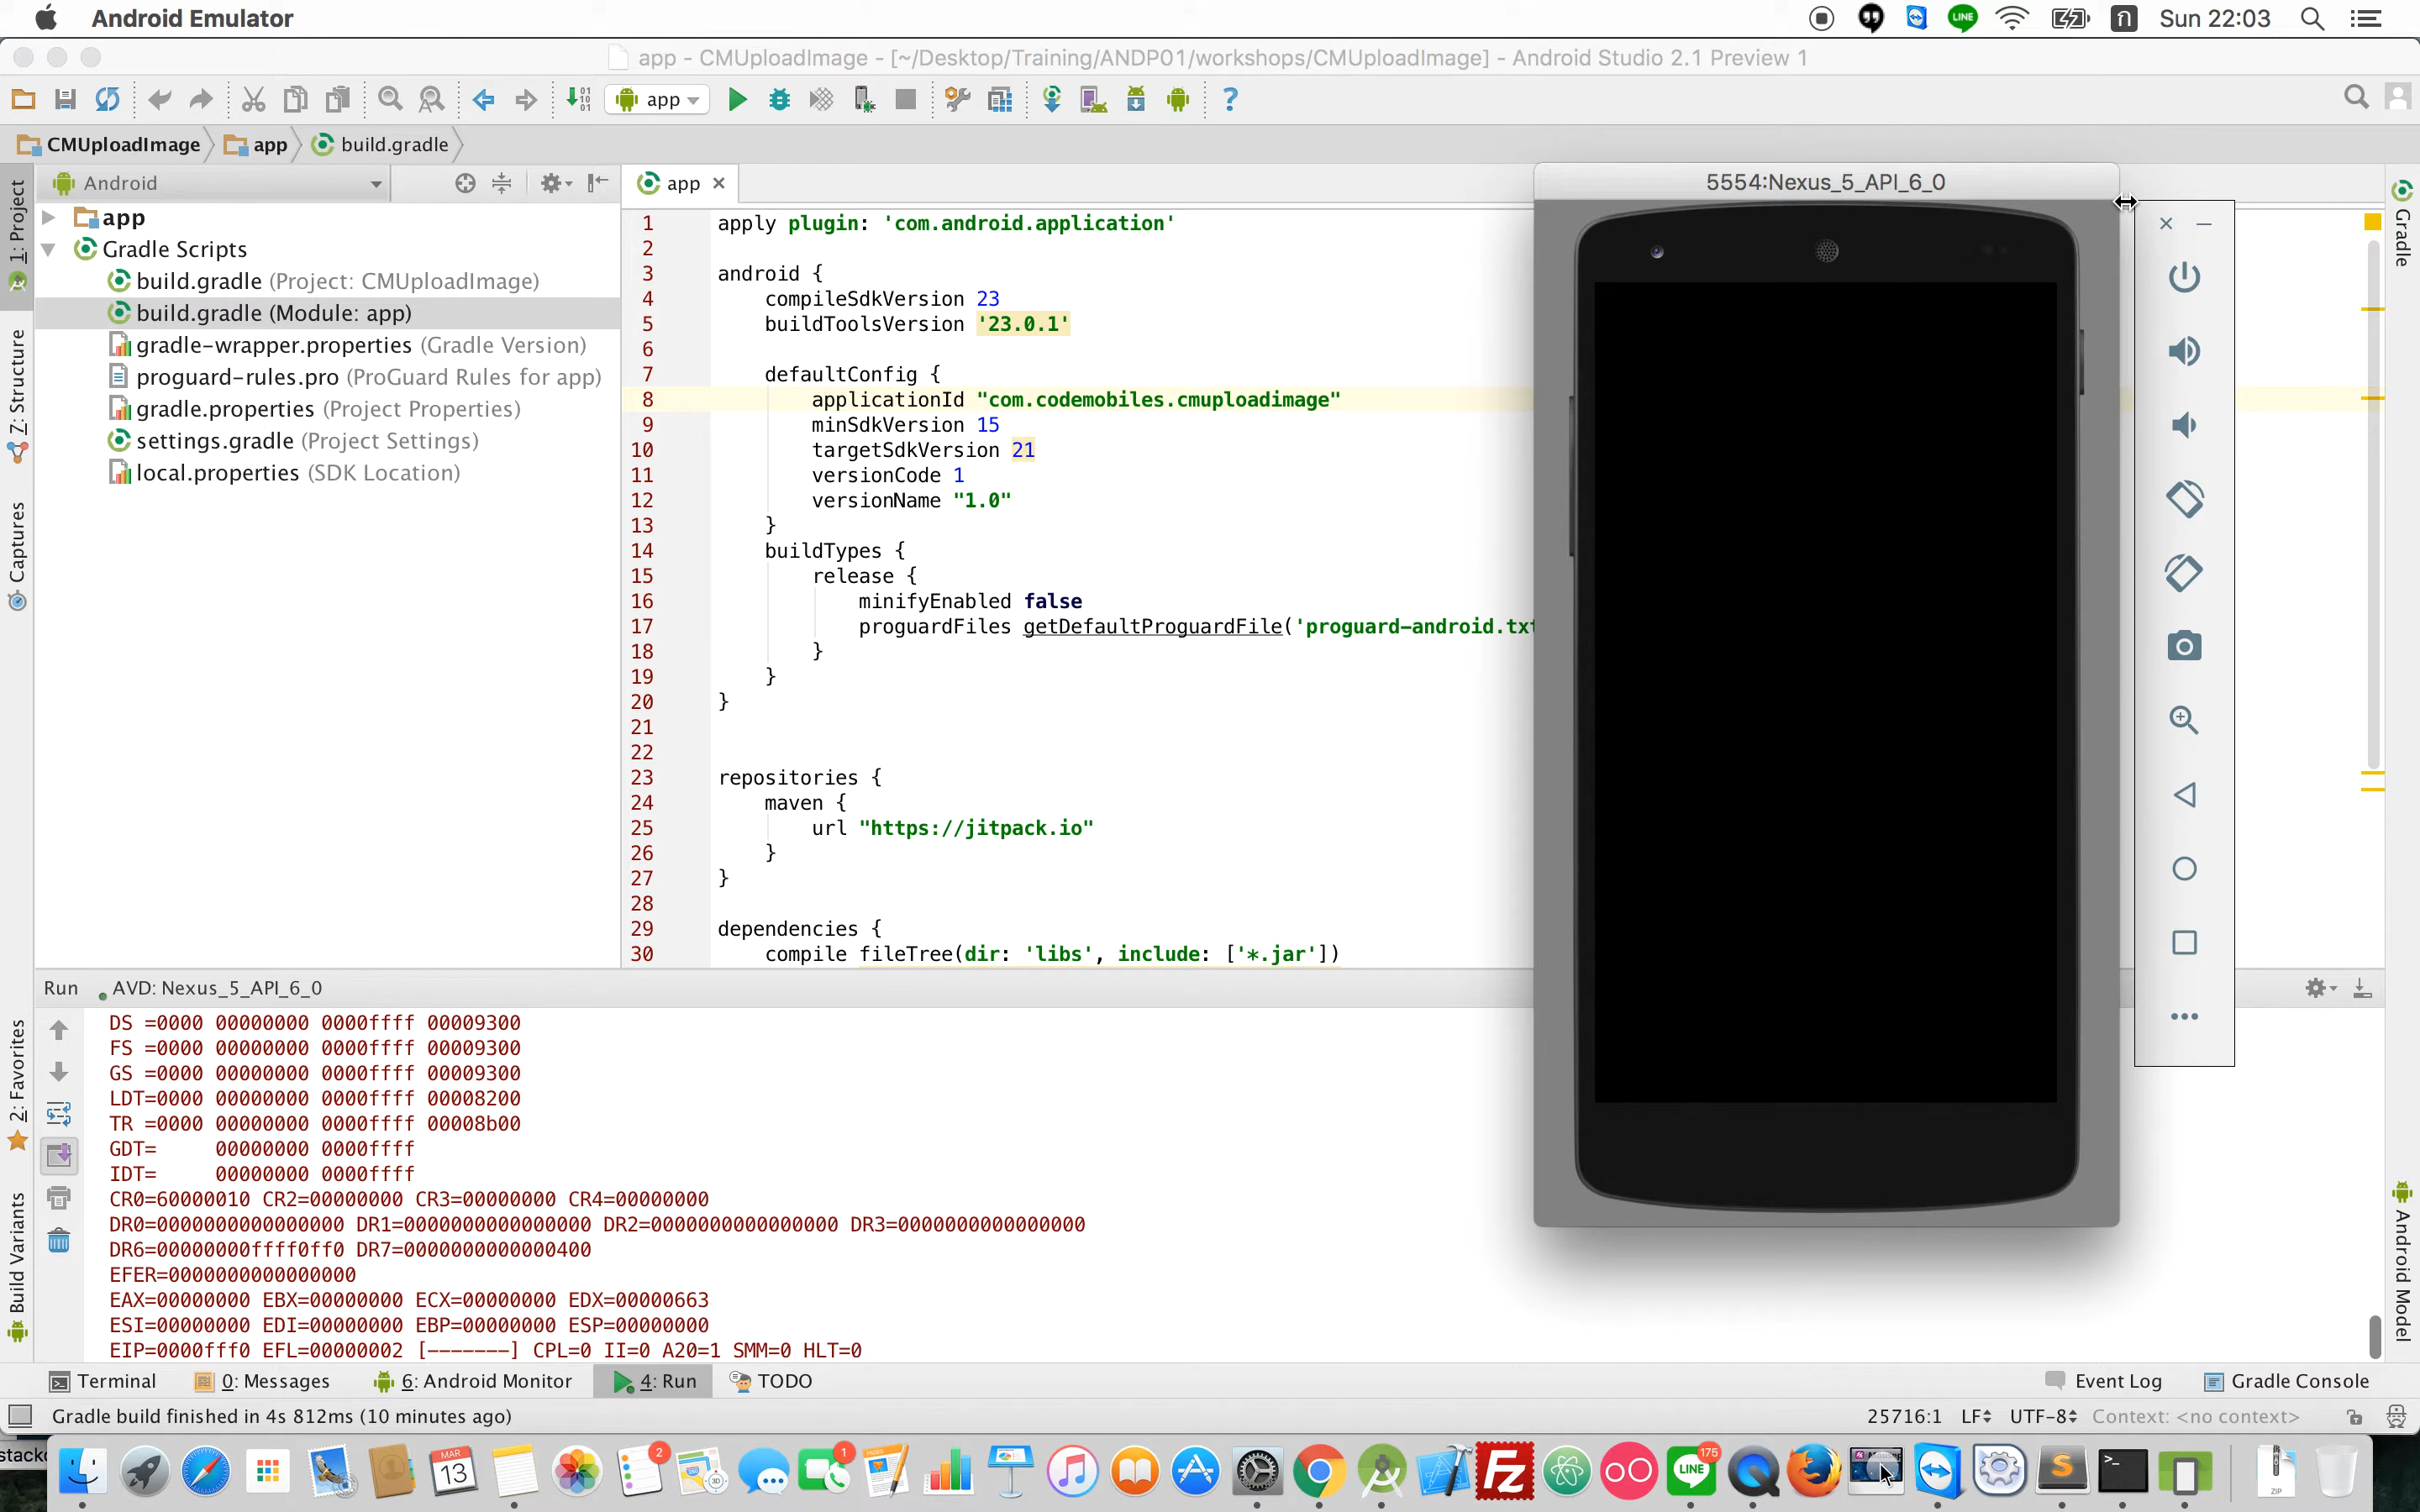 Android Emulator
LINE
ก
Sun 22:03
app - CMUploadImage - [~/Desktop/Training/ANDP01/workshops/CMUploadImage] - Android Studio 2.1 Preview 1
app
?
CMUploadImage
app
build.gradle
Android
app
5554:Nexus_5_API_6_0
1: Project
7: Structure
Captures
2: Favorites
Build Variants
Gradle
Android Model
app
Gradle Scripts
build.gradle (Project: CMUploadImage)
build.gradle (Module: app)
gradle-wrapper.properties (Gradle Version)
proguard-rules.pro (ProGuard Rules for app)
gradle.properties (Project Properties)
settings.gradle (Project Settings)
local.properties (SDK Location)
1 apply plugin: 'com.android.application'
2
3 android {
4 compileSdkVersion 23
5 buildToolsVersion '23.0.1'
6
7 defaultConfig {
8 applicationId "com.codemobiles.cmuploadimage"
9 minSdkVersion 15
10 targetSdkVersion 21
11 versionCode 1
12 versionName "1.0"
13 }
14 buildTypes {
15 release {
16 minifyEnabled false
17 proguardFiles getDefaultProguardFile('proguard-android.txt
18 }
19 }
20 }
21
22
23 repositories {
24 maven {
25 url "https://jitpack.io"
26 }
27 }
28
29 dependencies {
30 compile fileTree(dir: 'libs', include: ['*.jar'])
Run AVD: Nexus_5_API_6_0
DS =0000 00000000 0000ffff 00009300
FS =0000 00000000 0000ffff 00009300
GS =0000 00000000 0000ffff 00009300
LDT=0000 00000000 0000ffff 00008200
TR =0000 00000000 0000ffff 00008b00
GDT= 00000000 0000ffff
IDT= 00000000 0000ffff
CR0=60000010 CR2=00000000 CR3=00000000 CR4=00000000
DR0=0000000000000000 DR1=0000000000000000 DR2=0000000000000000 DR3=0000000000000000
DR6=00000000ffff0ff0 DR7=0000000000000400
EFER=0000000000000000
EAX=00000000 EBX=00000000 ECX=00000000 EDX=00000663
ESI=00000000 EDI=00000000 EBP=00000000 ESP=00000000
EIP=0000fff0 EFL=00000002 [-------] CPL=0 II=0 A20=1 SMM=0 HLT=0
Terminal 0: Messages 6: Android Monitor 4: Run TODO Event Log Gradle Console
Gradle build finished in 4s 812ms (10 minutes ago) 25716:1 LF UTF-8 Context: <no context>
MAR
13
2
1
Fz
LINE
175
S
ZIP